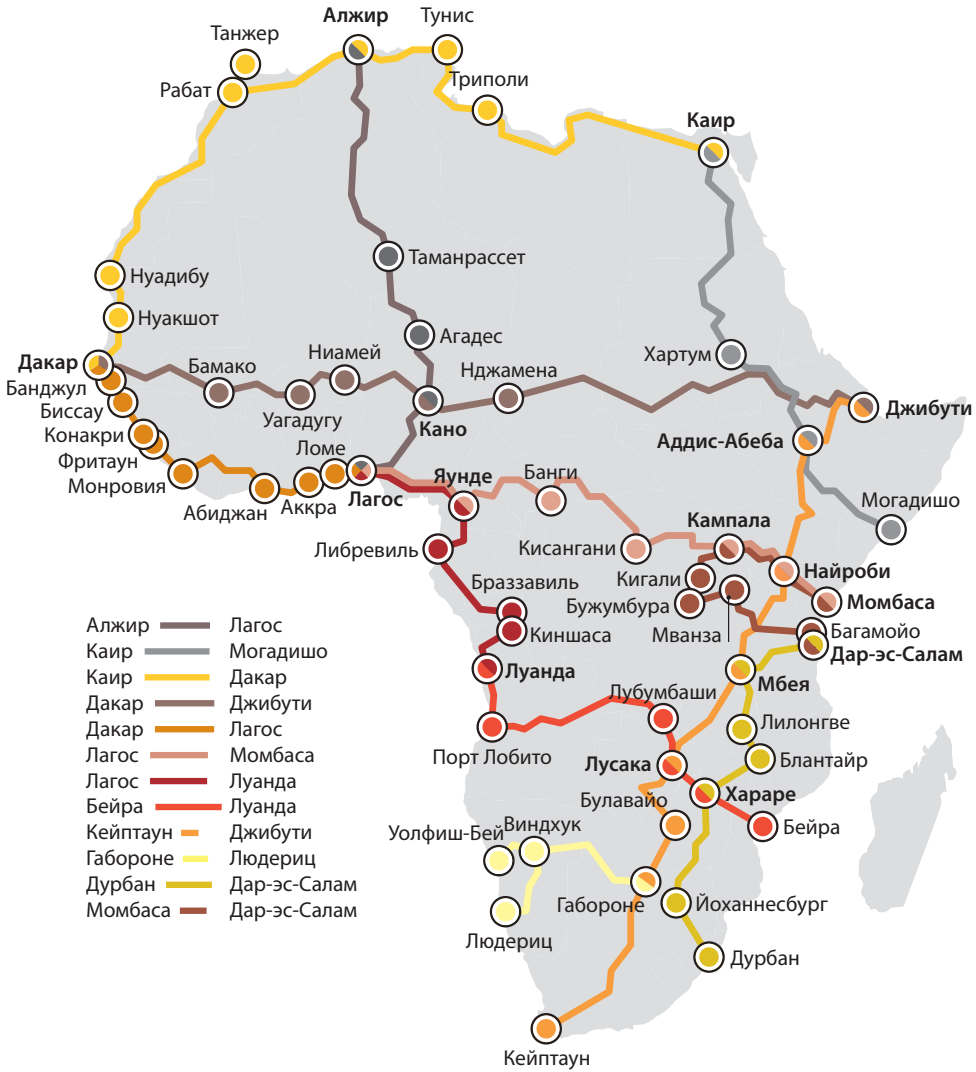 Алжир
Тунис
Танжер
Рабат
Триполи
Каир
Таманрассет
Нуадибу
Нуакшот
Агадес
Хартум
Дакар
Бамако
Ниамей
Нджамена
Банджул
Биссау
Уагадугу
Кано
Джибути
Конакри
Фритаун
Монровия
Ломе
Аддис-Абеба
Абиджан
Аккра
Лагос
Яунде
Банги
Могадишо
Либревиль
Кисангани
Кампала
Найроби
Браззавиль
Кигали
Бужумбура
Момбаса
Киншаса
Мванза
Багамойо
Дар-эс-Салам
Луанда
Мбея
Лубумбаши
Лилонгве
Порт Лобито
Лусака
Блантайр
Булавайо
Хараре
Бейра
Уолфиш-Бей
Виндхук
Габороне
Йоханнесбург
Людериц
Дурбан
Кейптаун
Алжир Лагос
Каир Могадишо
Каир Дакар
Дакар Джибути
Дакар Лагос
Лагос Момбаса
Лагос Луанда
Бейра Луанда
Кейптаун Джибути
Габороне Людериц
Дурбан Дар-эс-Салам
Момбаса Дар-эс-Салам